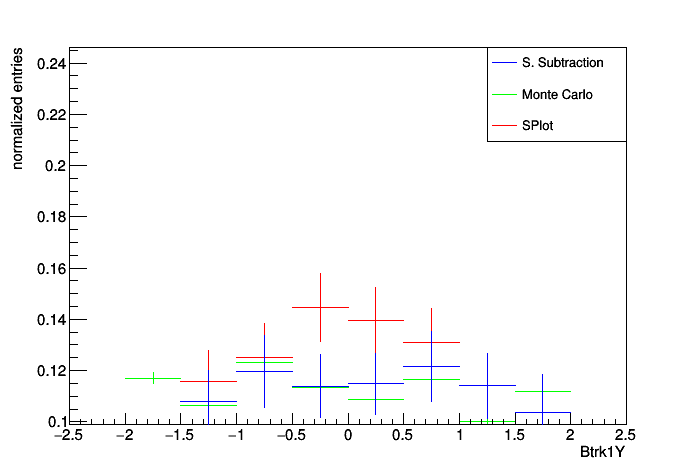 normalized entries
0.24
0.22
0.2
0.18
0.16
0.14
0.12
0.1
S. Subtraction
Monte Carlo
SPlot
−2.5 −2 −1.5 −1 −0.5 0 0.5 1 1.5 2 2.5
Btrk1Y